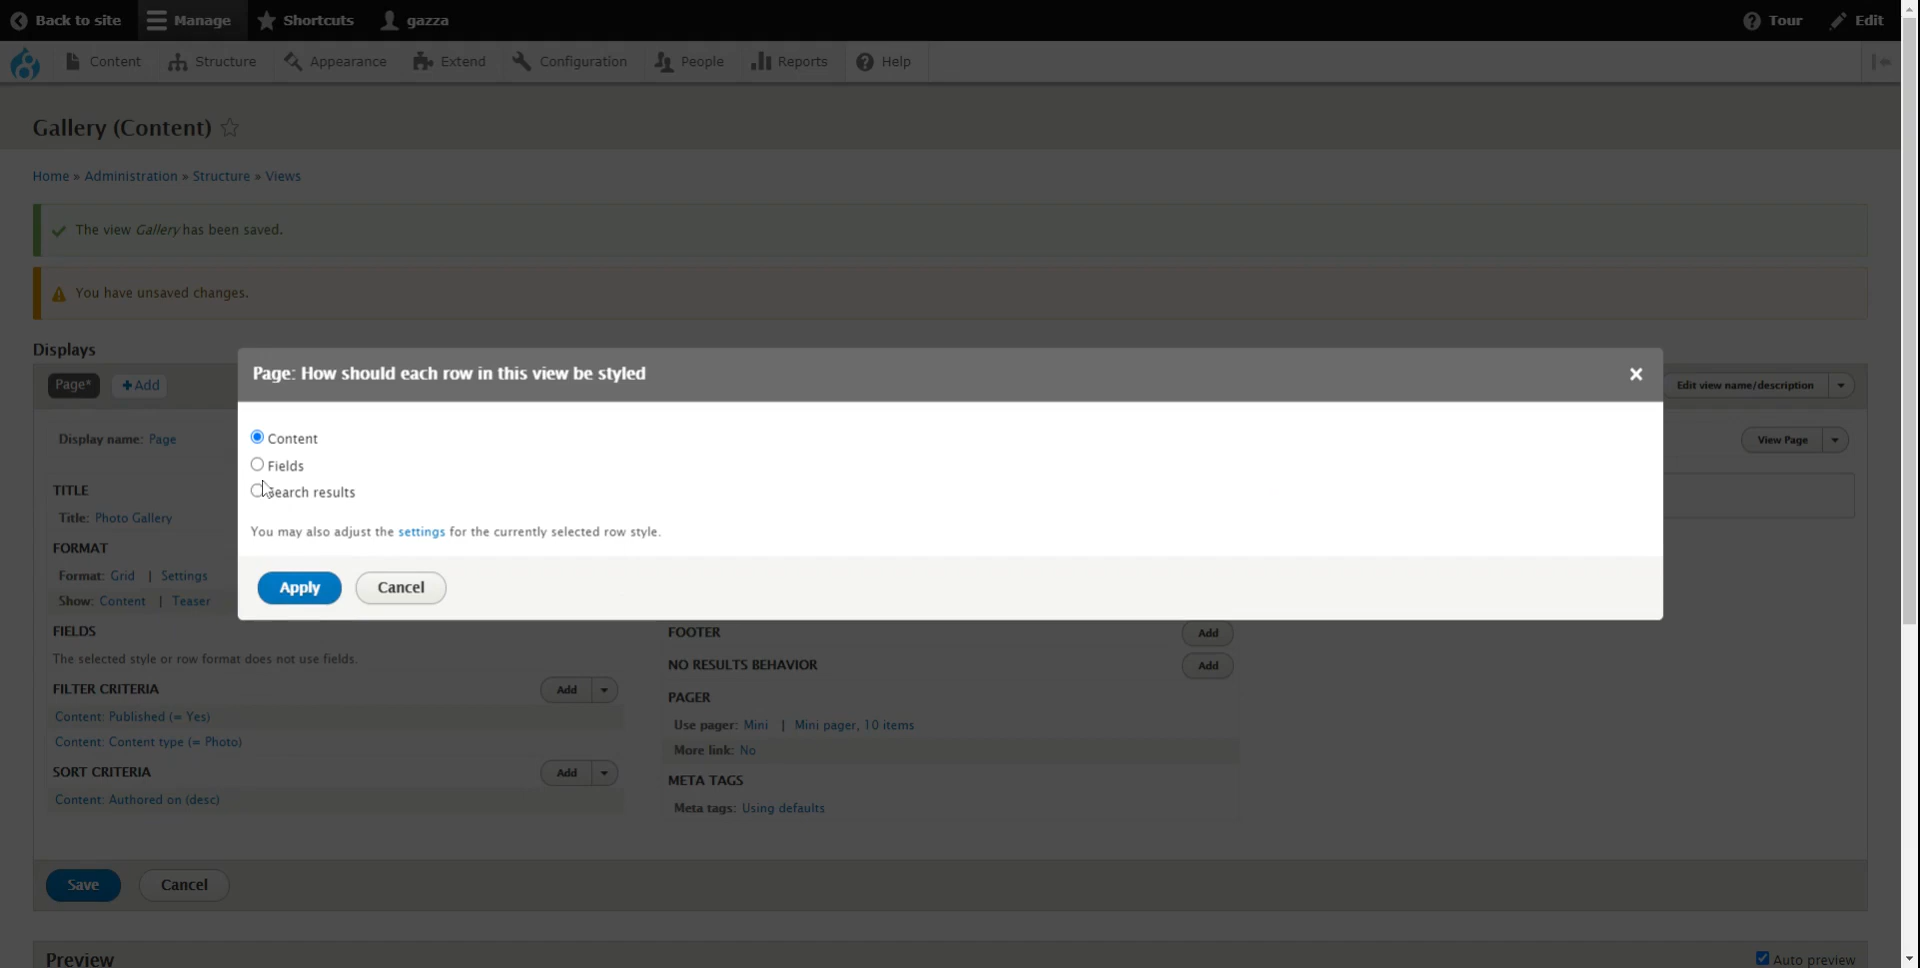 Back to site Manage Shortcuts gazza Tour Edit
Content Structure Appearance Extend Configuration People Reports Help
Gallery (Content)
Home » Administration » Structure » Views
The view Gallery has been saved.
You have unsaved changes.
Displays
Page: How should each row in this view be styled
Page* +Add Edit view name/description
Content
Display name: Page View Page
Fields
Search results
TITLE
Title: Photo Gallery
You may also adjust the settings for the currently selected row style.
FORMAT
Format: Grid | Settings
Apply Cancel
Show: Content | Teaser
FIELDS
The selected style or row format does not use fields.
FILTER CRITERIA Add
Content: Published (= Yes)
Content: Content type (= Photo)
SORT CRITERIA Add
Content: Authored on (desc)
FOOTER Add
NO RESULTS BEHAVIOR Add
PAGER
Use pager: Mini | Mini pager, 10 items
More link: No
META TAGS
Meta tags: Using defaults
Save Cancel
Preview Auto preview